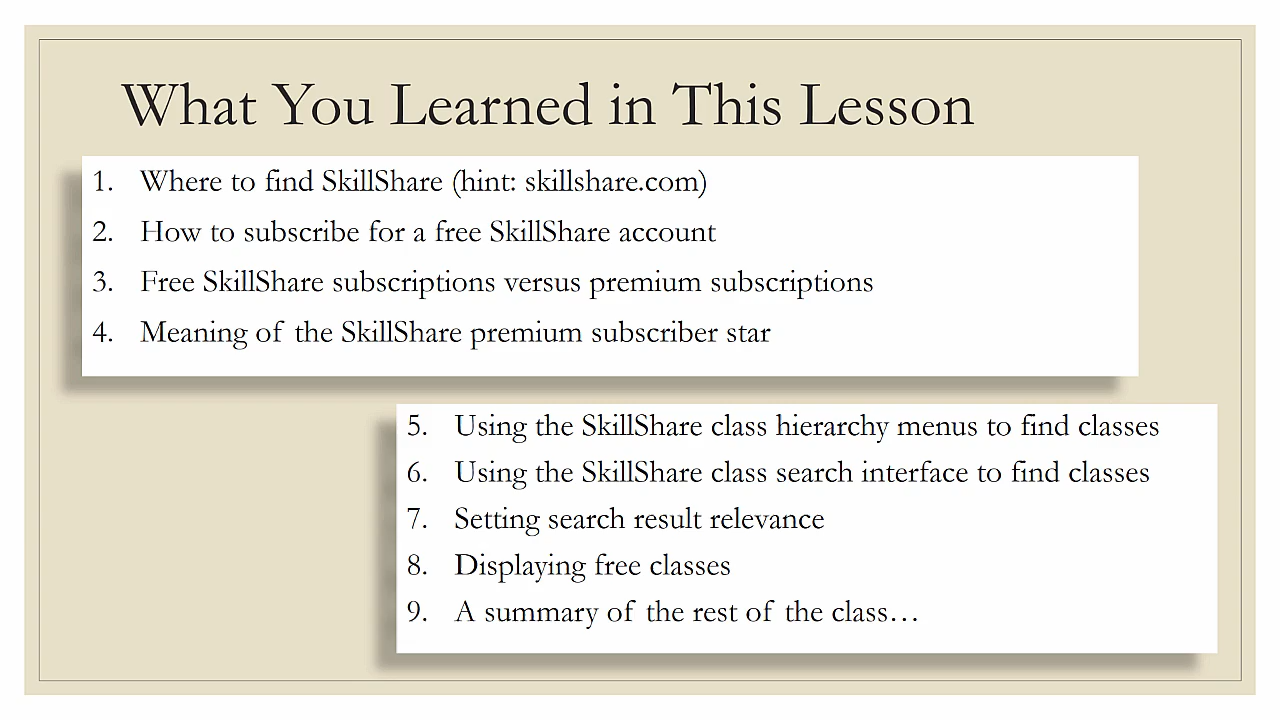 What You Learned in This Lesson
1. Where to find SkillShare (hint: skillshare.com)
2. How to subscribe for a free SkillShare account
3. Free SkillShare subscriptions versus premium subscriptions
4. Meaning of the SkillShare premium subscriber star
5. Using the SkillShare class hierarchy menus to find classes
6. Using the SkillShare class search interface to find classes
7. Setting search result relevance
8. Displaying free classes
9. A summary of the rest of the class…